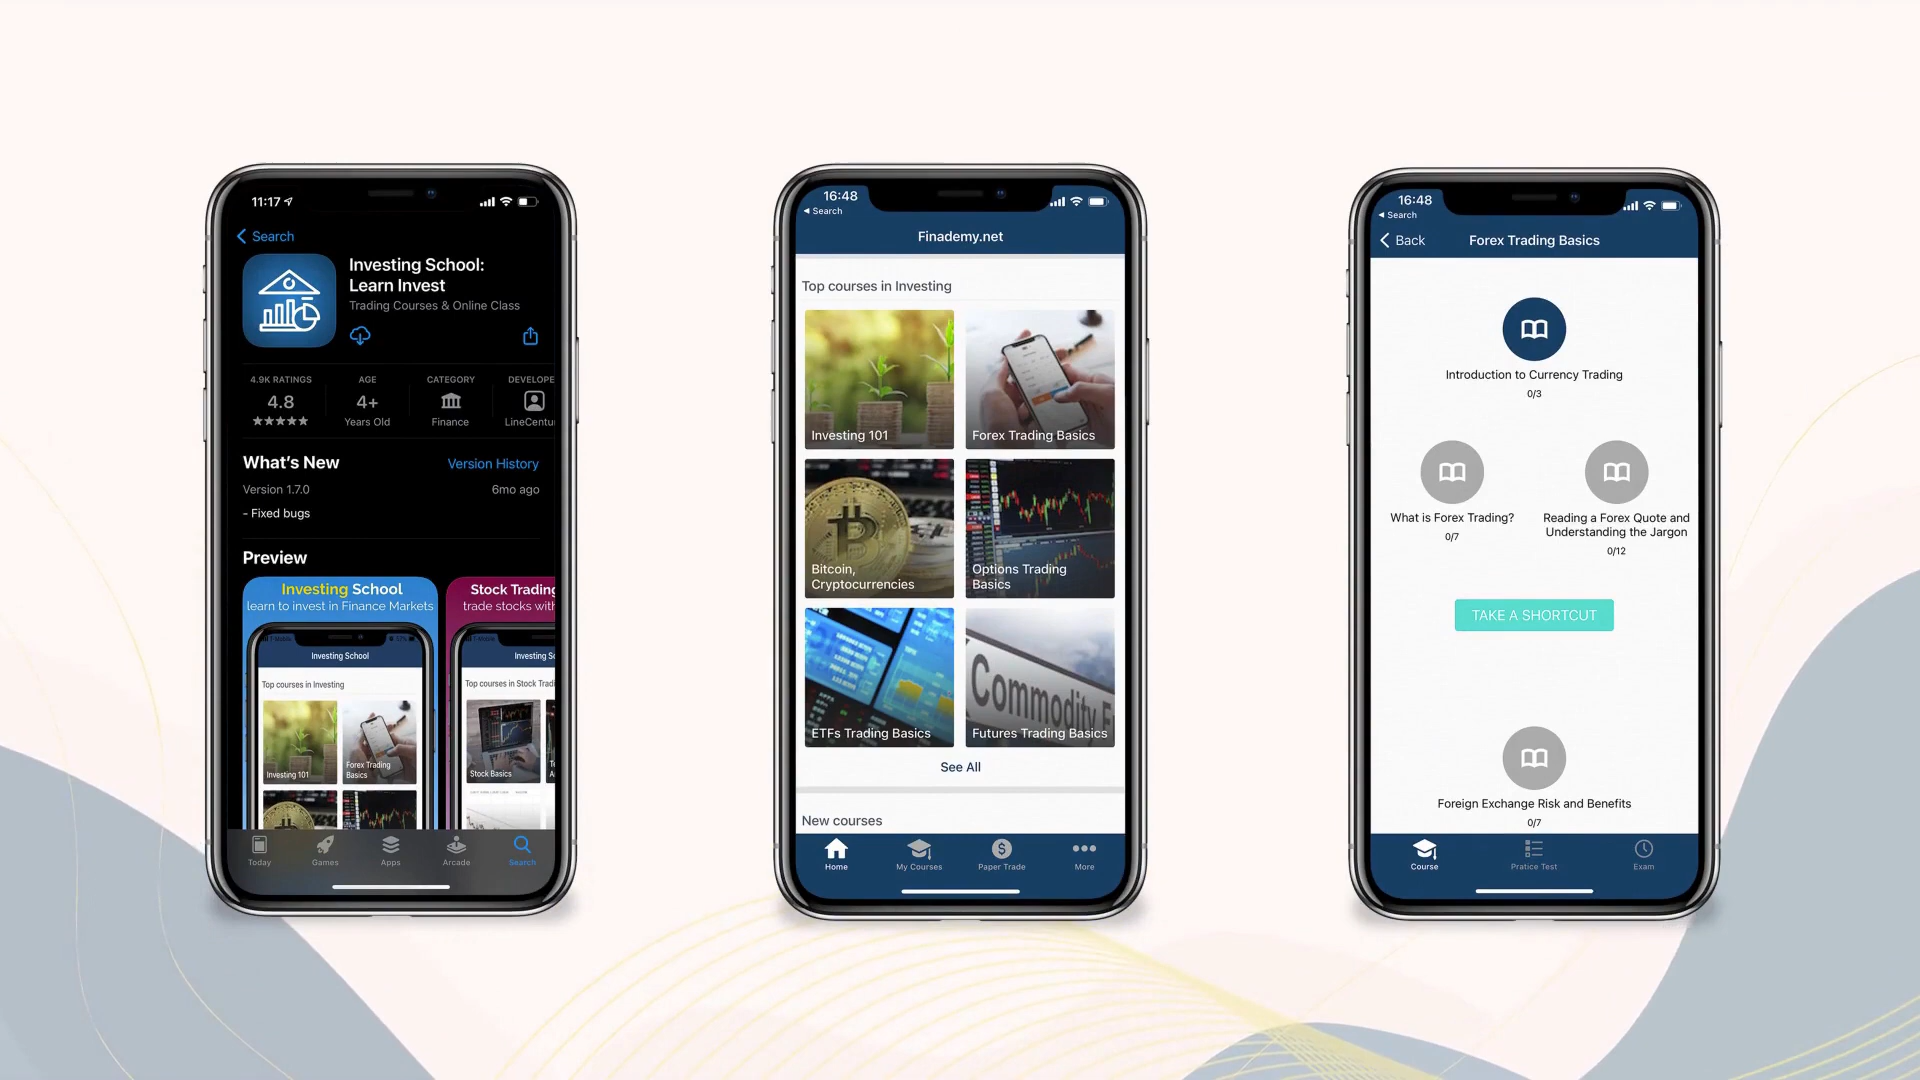 11:17
Search
Investing School:
Learn Invest
Trading Courses & Online Class
4.9K RATINGS
4.8
AGE
4+
Years Old
CATEGORY
Finance
DEVELOPE
LineCentu
What's New
Version History
Version 1.7.0
6mo ago
- Fixed bugs
Preview
Investing School
learn to invest in Finance Markets
Investing School
Top courses in Investing
Investing 101
Forex Trading
Basics
Stock Trading
trade stocks with
Investing Sc
Top courses in Stock Tradi
Stock Basics
Today
Games
Apps
Arcade
Search
16:48
Search
Finademy.net
Top courses in Investing
Investing 101
Forex Trading Basics
Bitcoin,
Cryptocurrencies
Options Trading
Basics
ETFs Trading Basics
Commodity F
Futures Trading Basics
See All
New courses
Home
My Courses
Paper Trade
More
16:48
Search
Back
Forex Trading Basics
Introduction to Currency Trading
0/3
What is Forex Trading?
0/7
Reading a Forex Quote and
Understanding the Jargon
0/12
TAKE A SHORTCUT
Foreign Exchange Risk and Benefits
0/7
Course
Pratice Test
Exam